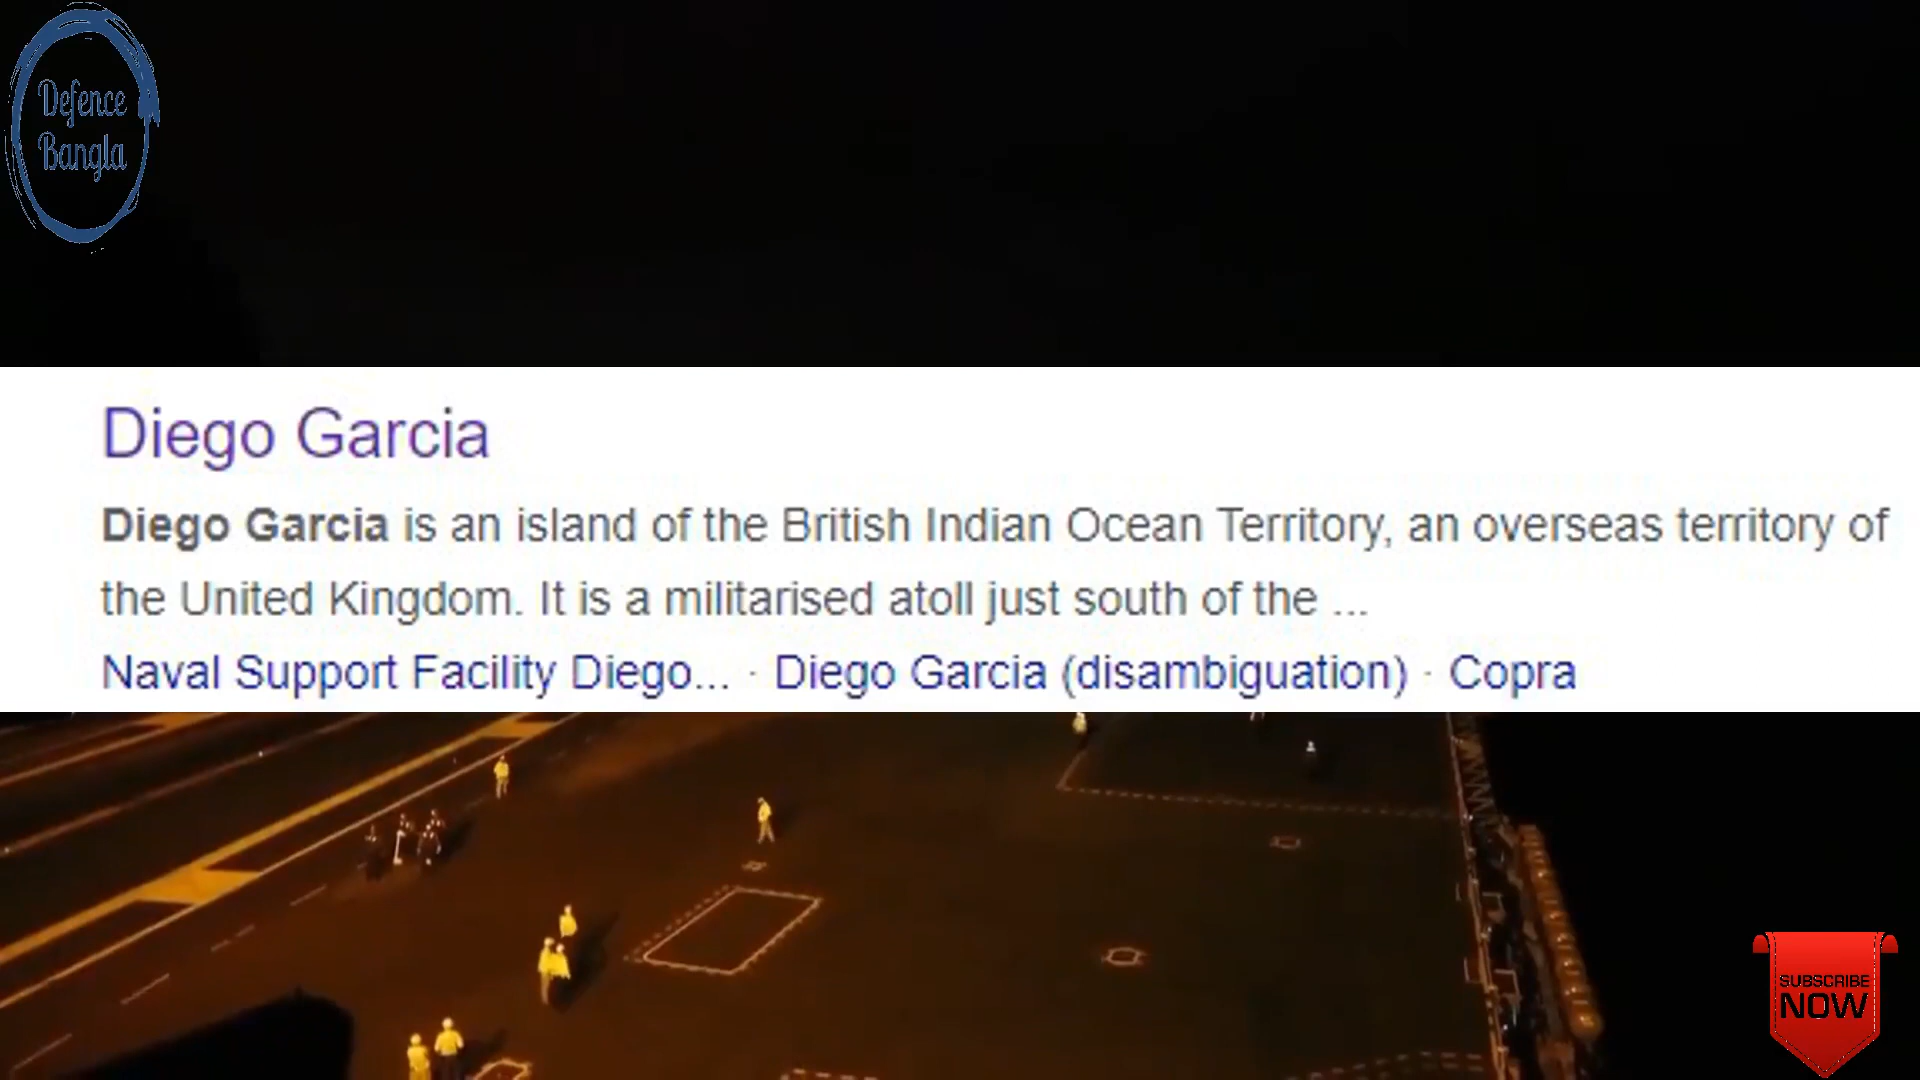 Defence
Bangla
Diego Garcia
Diego Garcia is an island of the British Indian Ocean Territory, an overseas territory of
the United Kingdom. It is a militarised atoll just south of the ...
Naval Support Facility Diego... · Diego Garcia (disambiguation) · Copra
SUBSCRIBE
NOW